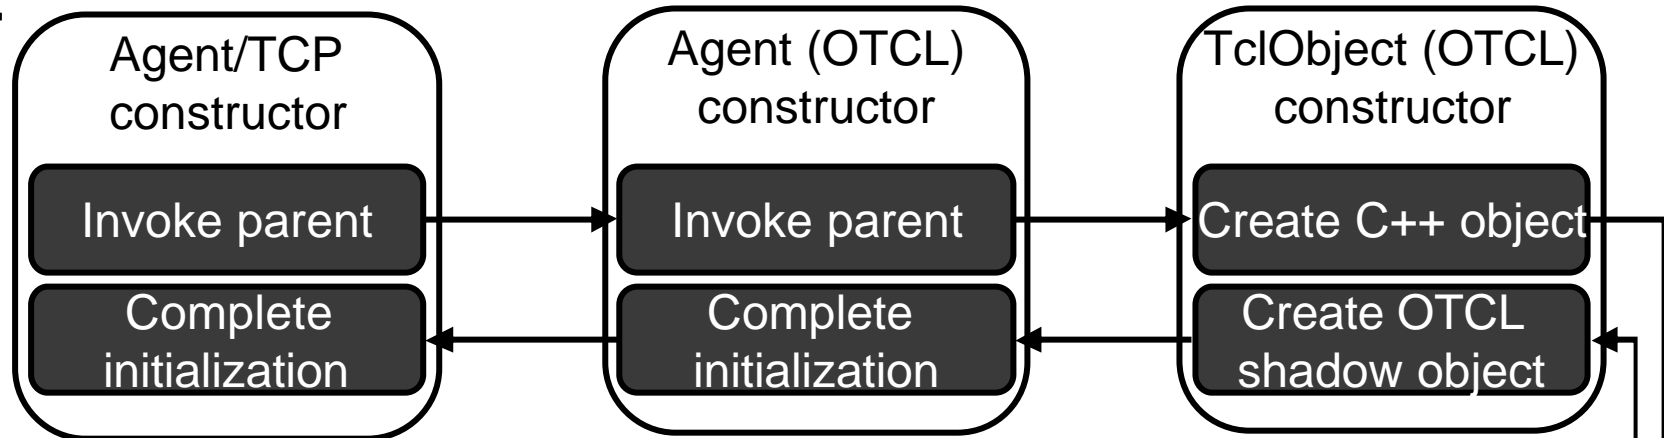 Agent/TCP
constructor
Invoke parent
Complete
initialization
Agent (OTCL)
constructor
Invoke parent
Complete
initialization
TclObject (OTCL)
constructor
Create C++ object
Create OTCL
shadow object